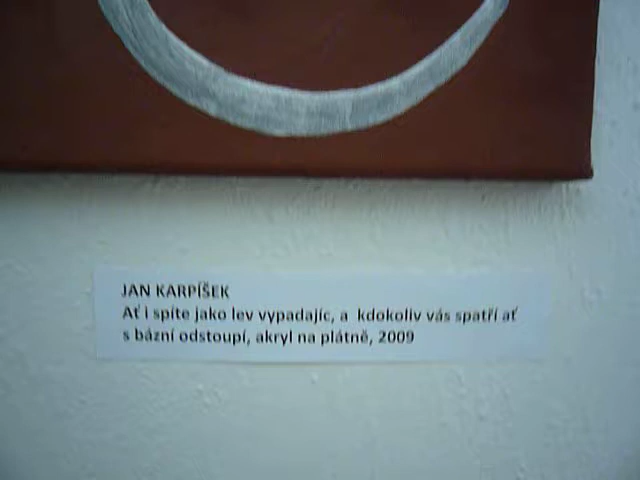 JAN KARPÍŠEK
Ať i spíte jako lev vypadajíc, a kdokoliv vás spatří ať
s bázní odstoupí, akryl na plátně, 2009